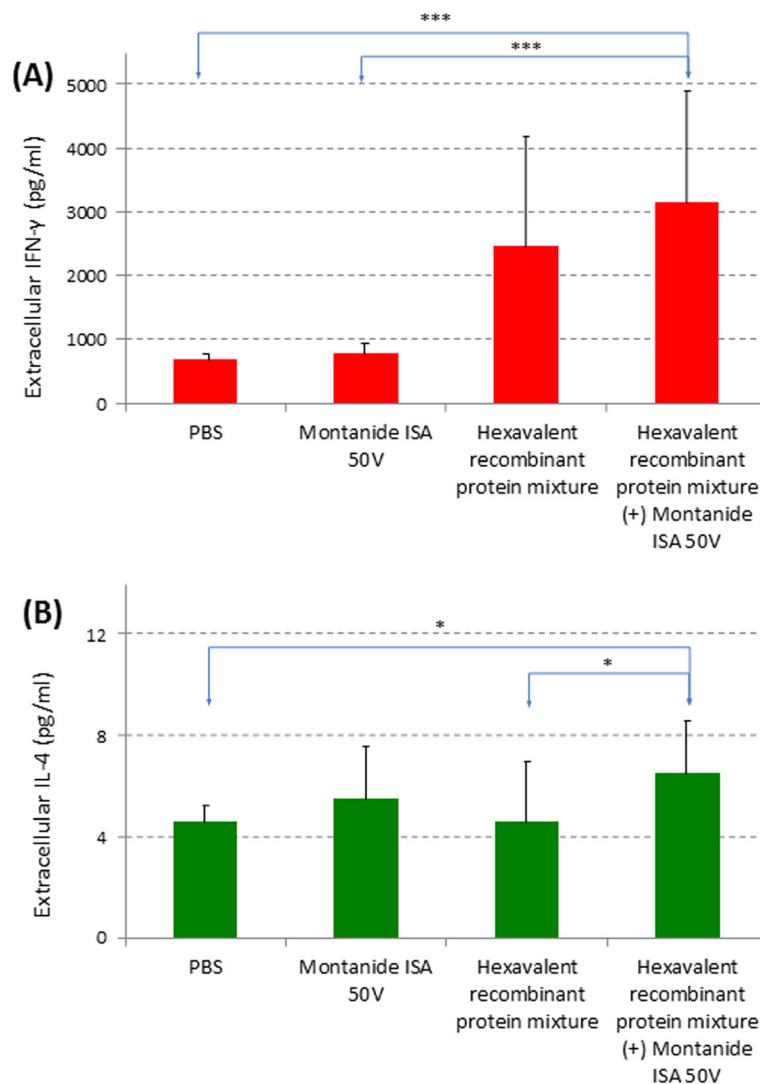 ***
(A)
***
Extracellular IFN-γ (pg/ml)
5000
4000
3000
2000
1000
0
PBS
Montanide ISA
50V
Hexavalent
recombinant
protein mixture
Hexavalent
recombinant
protein mixture
(+) Montanide
ISA 50V
(B)
Extracellular IL-4 (pg/ml)
12
8
4
0
*
*
PBS
Montanide ISA
50V
Hexavalent
recombinant
protein mixture
Hexavalent
recombinant
protein mixture
(+) Montanide
ISA 50V